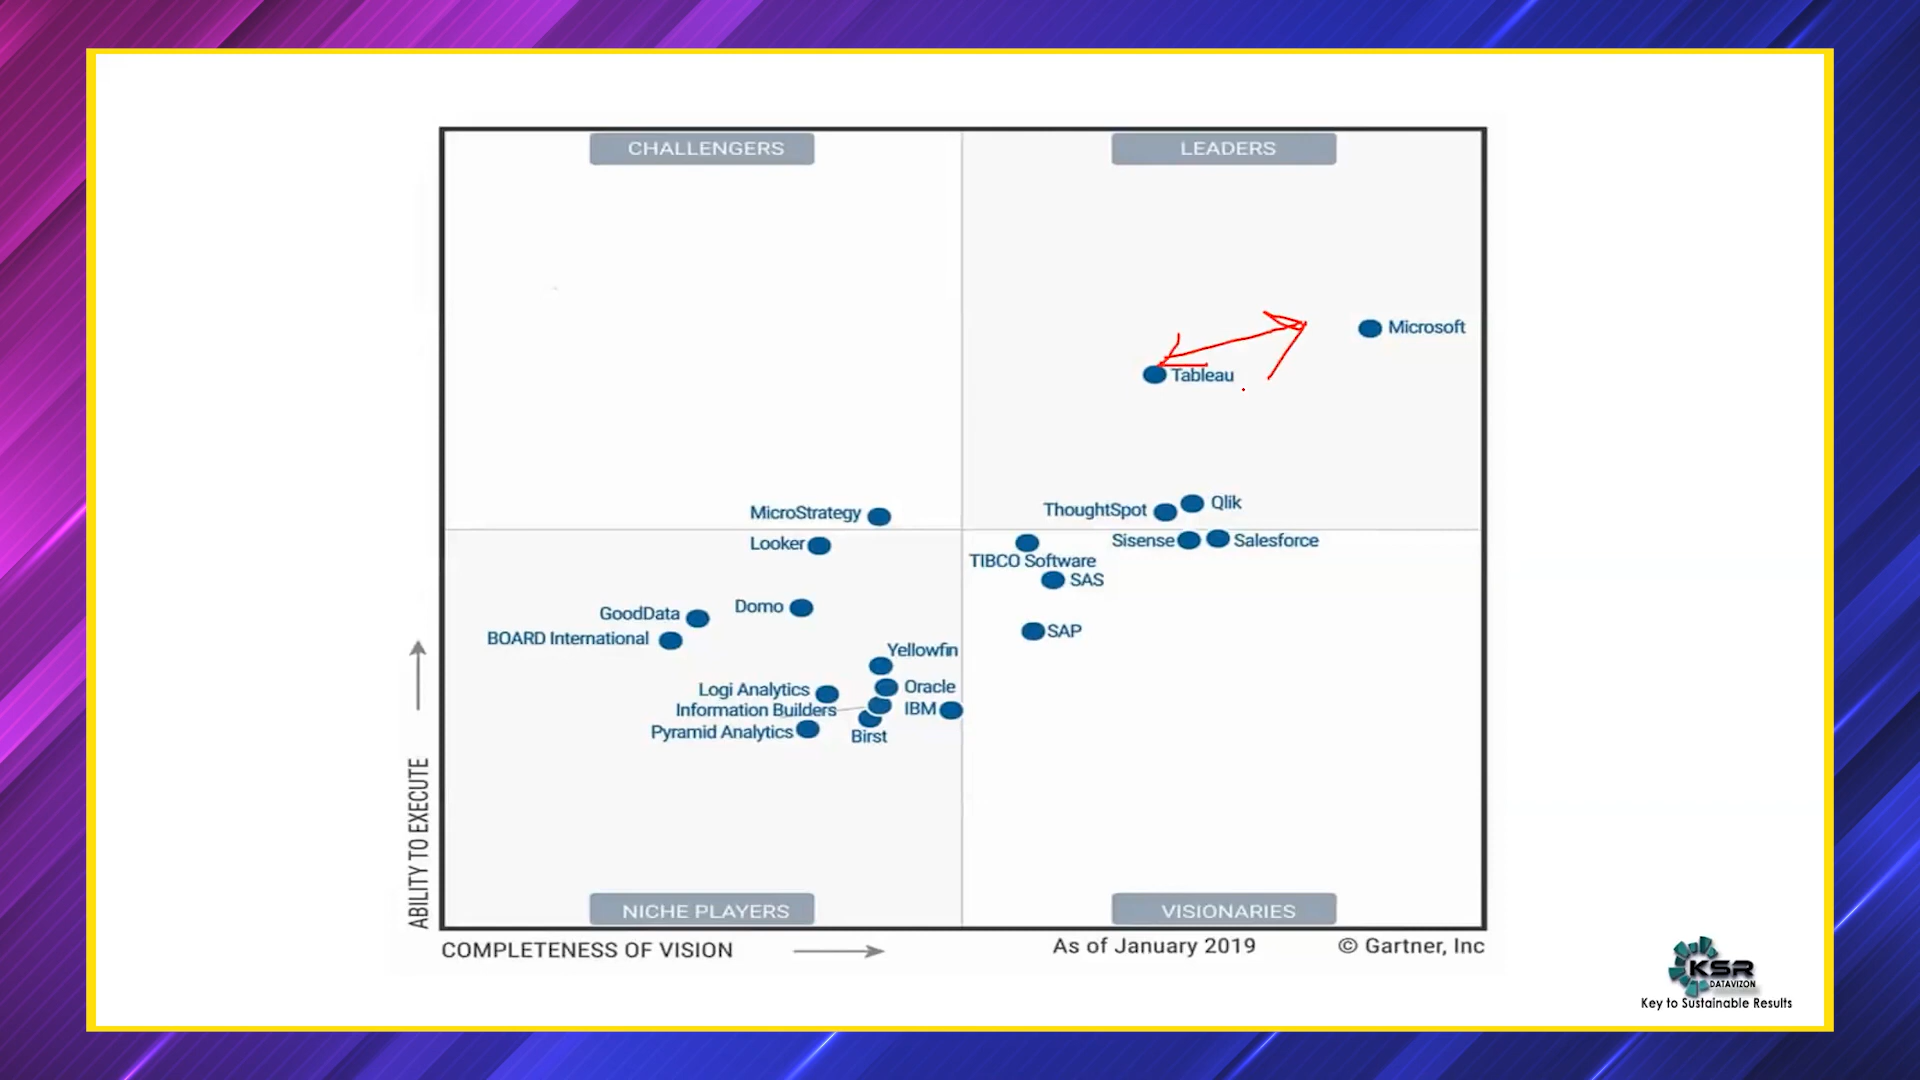 CHALLENGERS
LEADERS
Microsoft
Tableau
MicroStrategy
ThoughtSpot
Qlik
Looker
Sisense
Salesforce
TIBCO Software
SAS
GoodData
Domo
BOARD International
SAP
Yellowfin
Logi Analytics
Oracle
Information Builders
IBM
Pyramid Analytics
Birst
ABILITY TO EXECUTE
NICHE PLAYERS
VISIONARIES
COMPLETENESS OF VISION
As of January 2019
© Gartner, Inc
KSR
DATAVIZON
Key to Sustainable Results